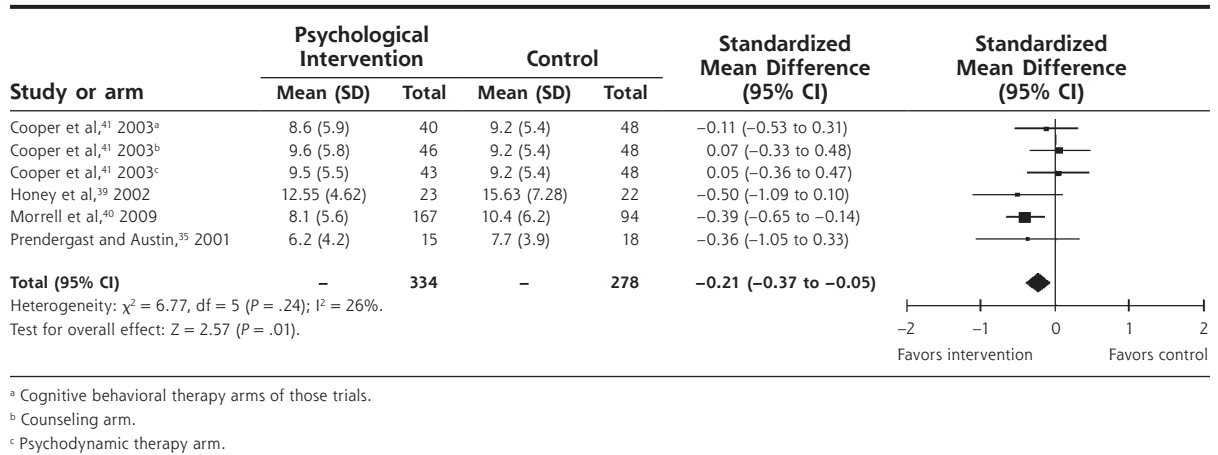 Psychological Intervention Control Standardized Mean Difference (95% CI) Standardized Mean Difference (95% CI)
Study or arm Mean (SD) Total Mean (SD) Total
Cooper et al,⁴¹ 2003ᵃ 8.6 (5.9) 40 9.2 (5.4) 48 −0.11 (−0.53 to 0.31)
Cooper et al,⁴¹ 2003ᵇ 9.6 (5.8) 46 9.2 (5.4) 48 0.07 (−0.33 to 0.48)
Cooper et al,⁴¹ 2003ᶜ 9.5 (5.5) 43 9.2 (5.4) 48 0.05 (−0.36 to 0.47)
Honey et al,³⁹ 2002 12.55 (4.62) 23 15.63 (7.28) 22 −0.50 (−1.09 to 0.10)
Morrell et al,⁴⁰ 2009 8.1 (5.6) 167 10.4 (6.2) 94 −0.39 (−0.65 to −0.14)
Prendergast and Austin,³⁵ 2001 6.2 (4.2) 15 7.7 (3.9) 18 −0.36 (−1.05 to 0.33)
Total (95% CI) – 334 – 278 −0.21 (−0.37 to −0.05)
Heterogeneity: χ² = 6.77, df = 5 (P = .24); I² = 26%.
Test for overall effect: Z = 2.57 (P = .01).
−2 −1 0 1 2
Favors intervention Favors control
ᵃ Cognitive behavioral therapy arms of those trials.
ᵇ Counseling arm.
ᶜ Psychodynamic therapy arm.